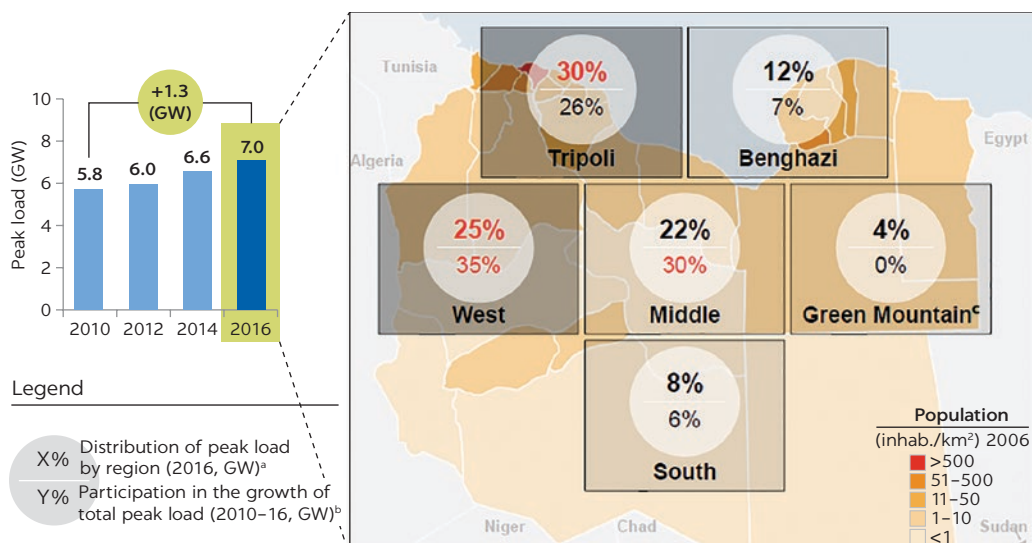 +1.3
(GW)
Peak load (GW)
10
8
6
4
2
0
5.8
6.0
6.6
7.0
2010
2012
2014
2016
Legend
X%
Distribution of peak load
by region (2016, GW)ᵃ
Y%
Participation in the growth of
total peak load (2010–16, GW)ᵇ
Tunisia
Algeria
Egypt
Niger
Chad
Sudan
30%
26%
Tripoli
12%
7%
Benghazi
25%
35%
West
22%
30%
Middle
4%
0%
Green Mountainᶜ
8%
6%
South
Population
(inhab./km²) 2006
>500
51–500
11–50
1–10
<1